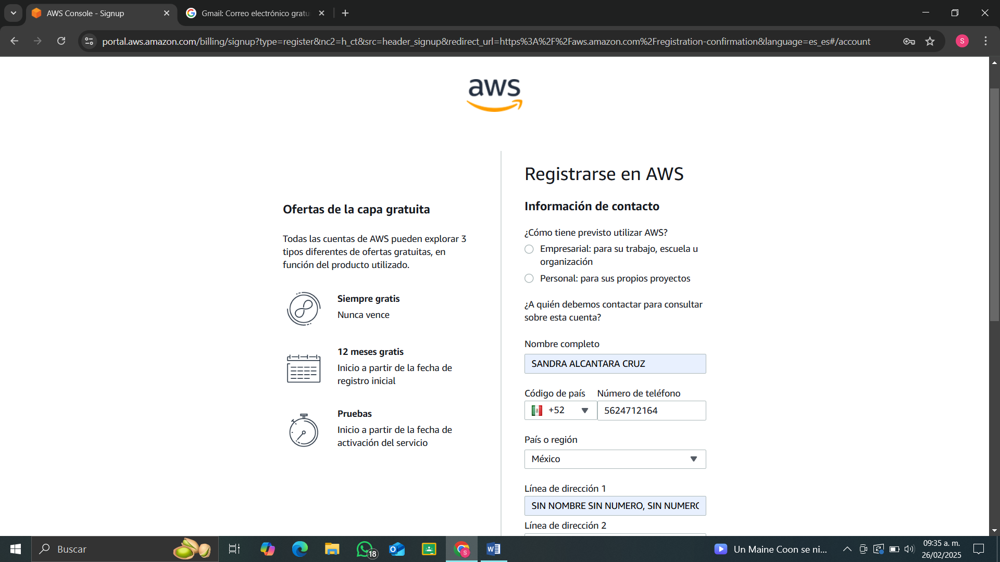 AWS Console - Signup
Gmail: Correo electrónico gratu
portal.aws.amazon.com/billing/signup?type=register&nc2=h_ct&src=header_signup&redirect_url=https%3A%2F%2Faws.amazon.com%2Fregistration-confirmation&language=es_es#/account
S
aws
Ofertas de la capa gratuita
Todas las cuentas de AWS pueden explorar 3
tipos diferentes de ofertas gratuitas, en
función del producto utilizado.
Siempre gratis
Nunca vence
12 meses gratis
Inicio a partir de la fecha de
registro inicial
Pruebas
Inicio a partir de la fecha de
activación del servicio
Registrarse en AWS
Información de contacto
¿Cómo tiene previsto utilizar AWS?
Empresarial: para su trabajo, escuela u
organización
Personal: para sus propios proyectos
¿A quién debemos contactar para consultar
sobre esta cuenta?
Nombre completo
SANDRA ALCANTARA CRUZ
Código de país Número de teléfono
+52 5624712164
País o región
México
Línea de dirección 1
SIN NOMBRE SIN NUMERO, SIN NUMERO
Línea de dirección 2
Buscar
18
S
Un Maine Coon se ni...
09:35 a. m.
26/02/2025